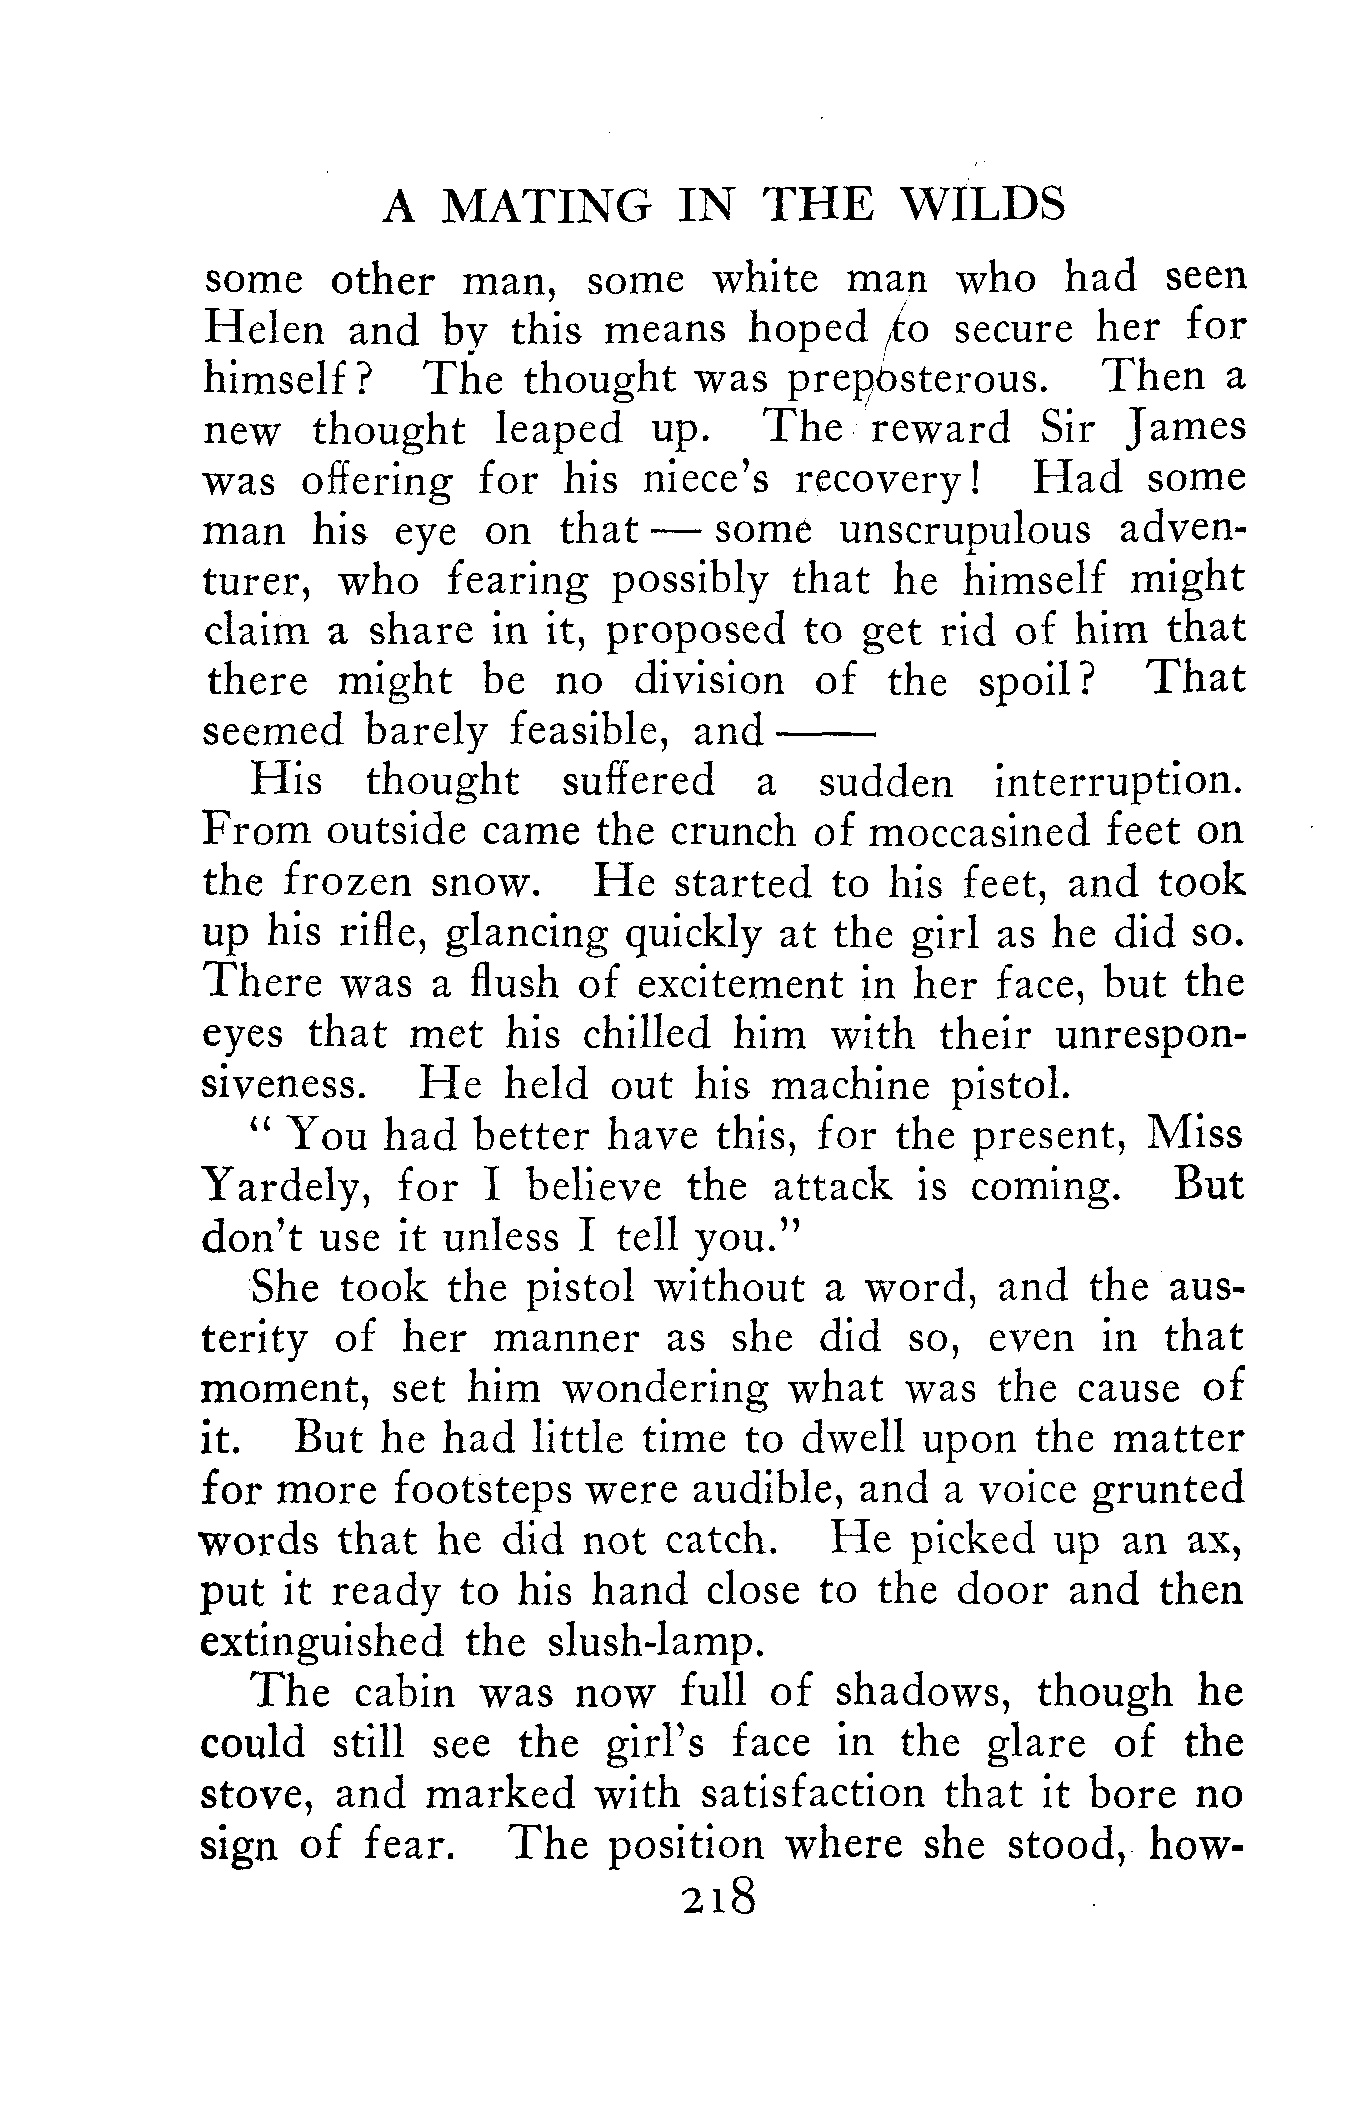 A MATING IN THE WILDS
some other man, some white man who had seen
Helen and by this means hoped to secure her for
himself? The thought was preposterous. Then a
new thought leaped up. The reward Sir James
was offering for his niece's recovery! Had some
man his eye on that — some unscrupulous adven-
turer, who fearing possibly that he himself might
claim a share in it, proposed to get rid of him that
there might be no division of the spoil? That
seemed barely feasible, and ——
His thought suffered a sudden interruption.
From outside came the crunch of moccasined feet on
the frozen snow. He started to his feet, and took
up his rifle, glancing quickly at the girl as he did so.
There was a flush of excitement in her face, but the
eyes that met his chilled him with their unrespon-
siveness. He held out his machine pistol.
“ You had better have this, for the present, Miss
Yardely, for I believe the attack is coming. But
don't use it unless I tell you.”
She took the pistol without a word, and the aus-
terity of her manner as she did so, even in that
moment, set him wondering what was the cause of
it. But he had little time to dwell upon the matter
for more footsteps were audible, and a voice grunted
words that he did not catch. He picked up an ax,
put it ready to his hand close to the door and then
extinguished the slush-lamp.
The cabin was now full of shadows, though he
could still see the girl's face in the glare of the
stove, and marked with satisfaction that it bore no
sign of fear. The position where she stood, how-
218